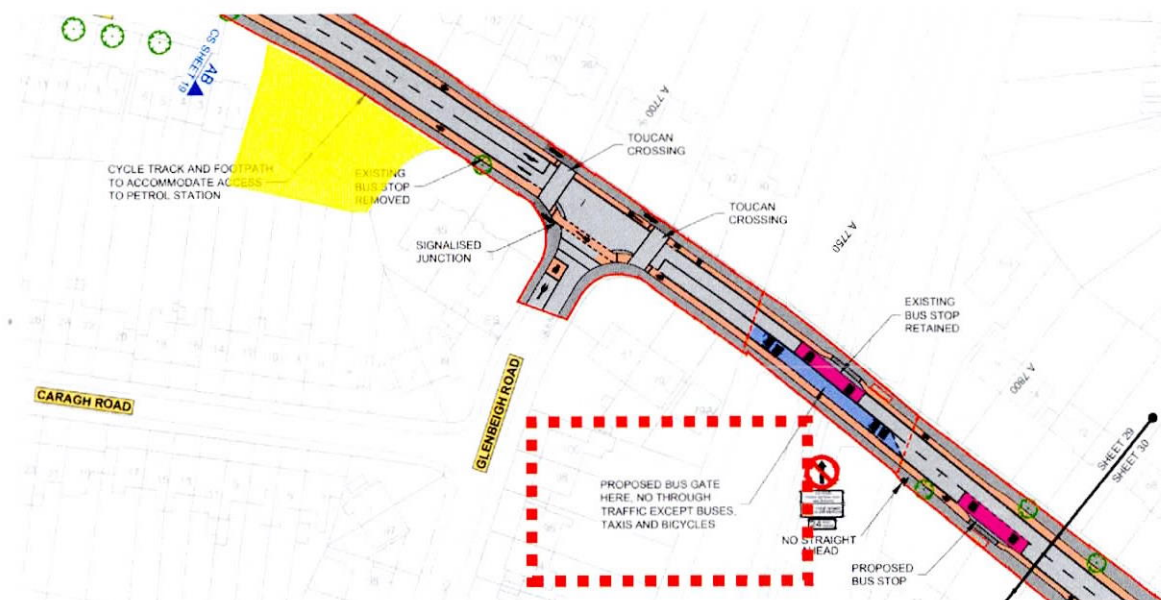 AB
CS SHEET 19
CYCLE TRACK AND FOOTPATH
TO ACCOMMODATE ACCESS
TO PETROL STATION
EXISTING
BUS STOP
REMOVED
SIGNALISED
JUNCTION
A 7700
TOUCAN
CROSSING
TOUCAN
CROSSING
A 7750
EXISTING
BUS STOP
RETAINED
A 7800
CARAGH ROAD
GLENBEIGH ROAD
PROPOSED BUS GATE
HERE, NO THROUGH
TRAFFIC EXCEPT BUSES,
TAXIS AND BICYCLES
24
NO STRAIGHT
AHEAD
PROPOSED
BUS STOP
SHEET 29
SHEET 30